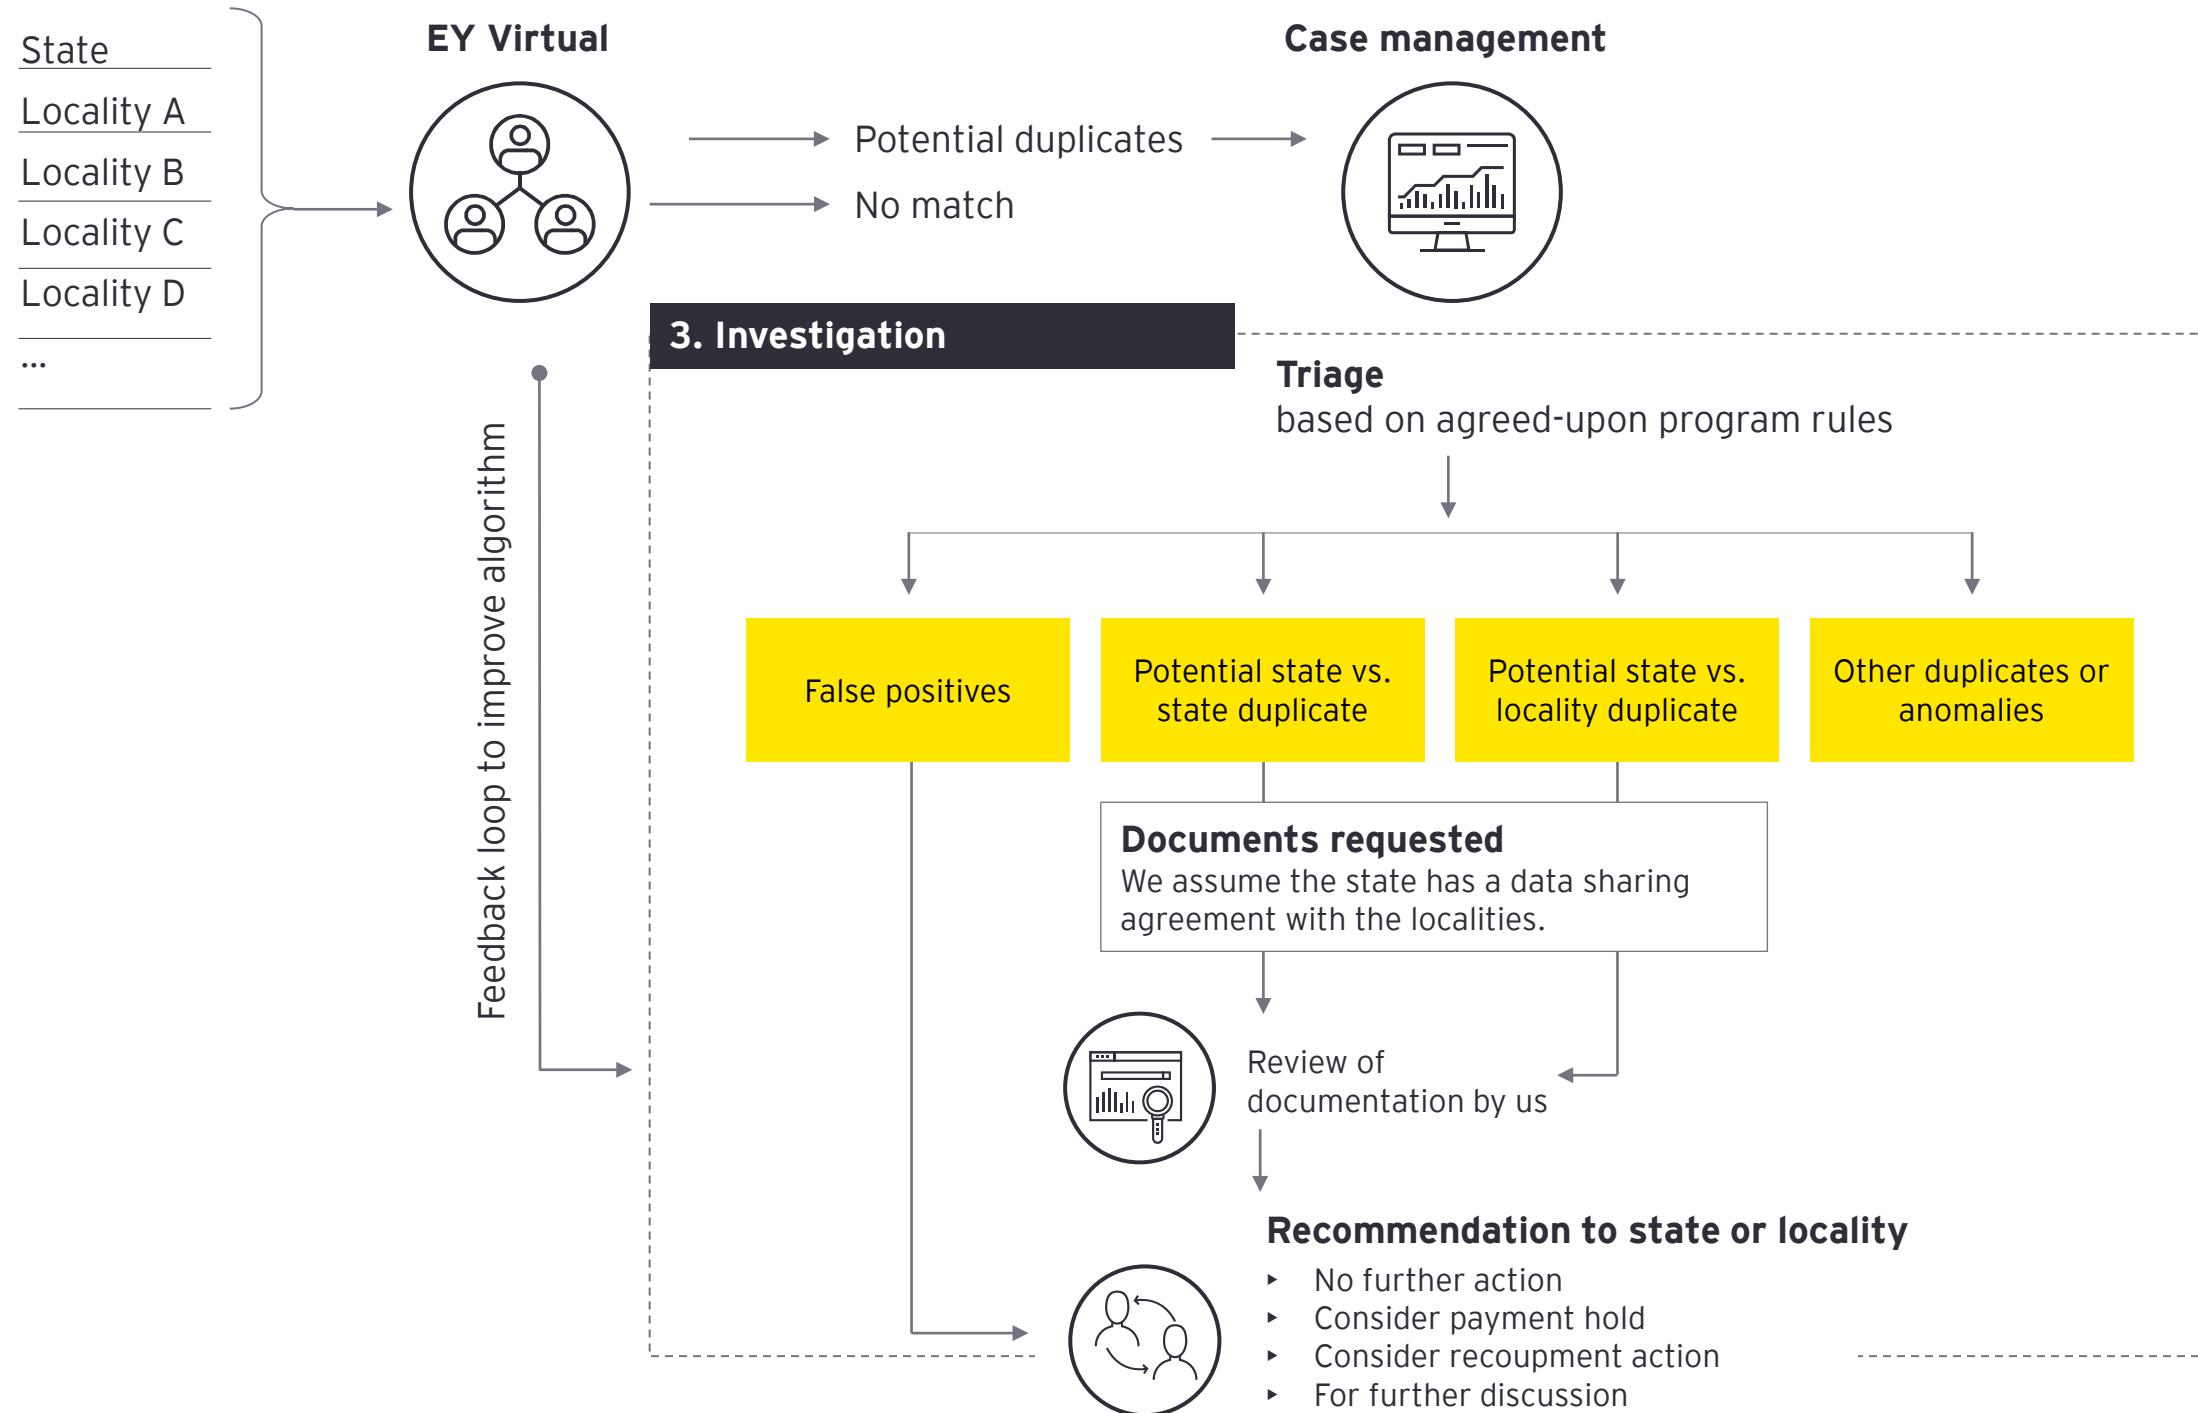 State
Locality A
Locality B
Locality C
Locality D
...
EY Virtual
Potential duplicates
No match
Case management
Feedback loop to improve algorithm
3. Investigation
Triage
based on agreed-upon program rules
False positives
Potential state vs.
state duplicate
Potential state vs.
locality duplicate
Other duplicates or
anomalies
Documents requested
We assume the state has a data sharing
agreement with the localities.
Review of
documentation by us
Recommendation to state or locality
‣ No further action
‣ Consider payment hold
‣ Consider recoupment action
‣ For further discussion